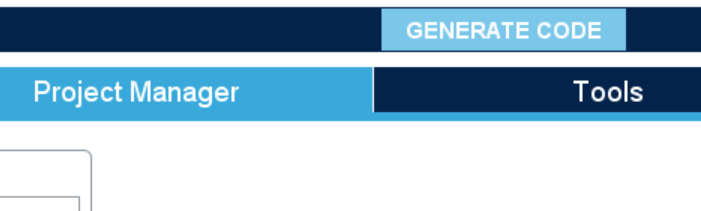 GENERATE CODE
Project Manager
Tools